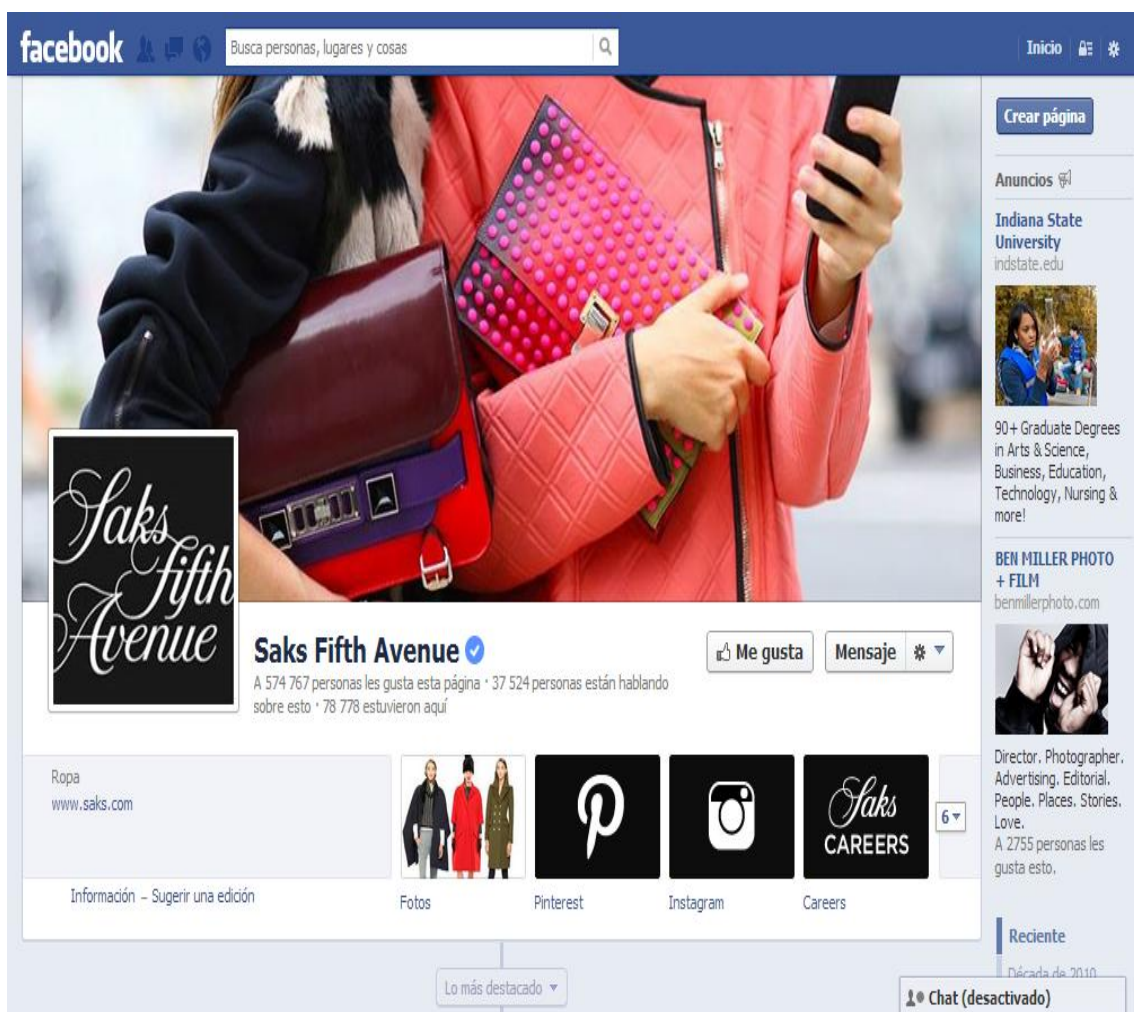 facebook
Busca personas, lugares y cosas
Inicio
Crear página
Anuncios
Indiana State
University
indstate.edu
90+ Graduate Degrees
in Arts & Science,
Business, Education,
Technology, Nursing &
more!
BEN MILLER PHOTO
+ FILM
benmillerphoto.com
Director. Photographer.
Advertising. Editorial.
People. Places. Stories.
Love.
A 2755 personas les
gusta esto.
Reciente
Década de 2010
Chat (desactivado)
Saks
Fifth
Avenue
Saks Fifth Avenue
A 574 767 personas les gusta esta página · 37 524 personas están hablando
sobre esto · 78 778 estuvieron aquí
Me gusta
Mensaje
Ropa
www.saks.com
Información – Sugerir una edición
Saks
CAREERS
6
Fotos
Pinterest
Instagram
Careers
Lo más destacado